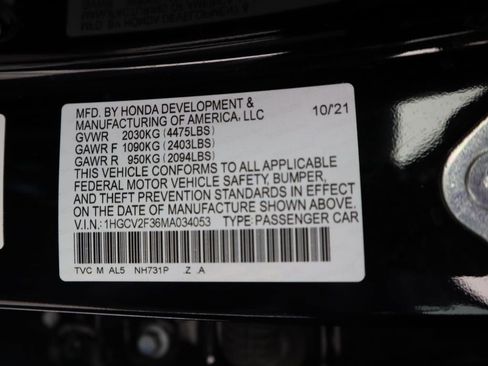 MFD. BY HONDA DEVELOPMENT & 10/21
MANUFACTURING OF AMERICA, LLC
GVWR 2030KG (4475LBS)
GAWR F 1090KG (2403LBS)
GAWR R 950KG (2094LBS)
THIS VEHICLE CONFORMS TO ALL APPLICABLE
FEDERAL MOTOR VEHICLE SAFETY, BUMPER,
AND THEFT PREVENTION STANDARDS IN EFFECT
ON THE DATE OF MANUFACTURE SHOWN ABOVE.
V.I.N.: 1HGCV2F36MA034053 TYPE PASSENGER CAR
TVC M AL5 NH731P .Z .A